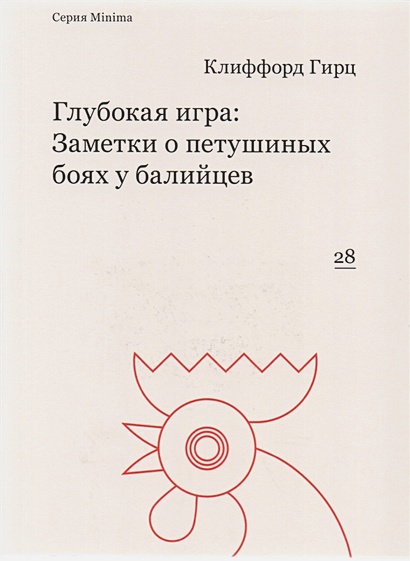 Серия Minima
Клиффорд Гирц
Глубокая игра:
Заметки о петушиных
боях у балийцев
28